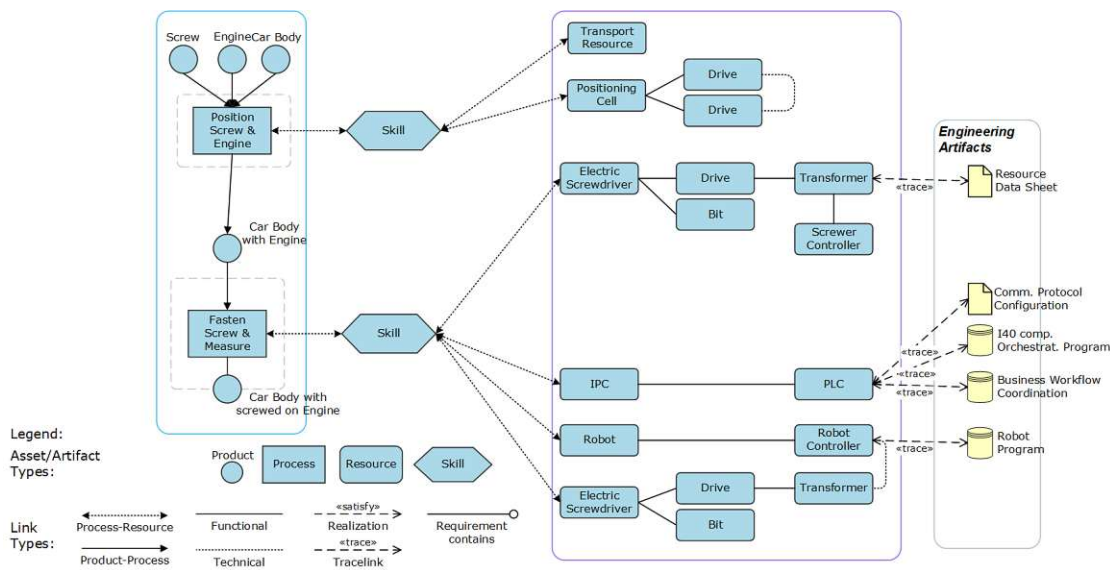 Screw
Engine
Car Body
Position
Screw &
Engine
Skill
Transport
Resource
Positioning
Cell
Drive
Drive
Engineering
Artifacts
Electric
Screwdriver
Drive
Transformer
«trace»
Resource
Data Sheet
Bit
Screwer
Controller
Car Body
with Engine
Fasten
Screw &
Measure
Skill
Comm. Protocol
Configuration
«trace»
I40 comp.
Orchestrat. Program
«trace»
IPC
PLC
«trace»
Business Workflow
Coordination
Car Body with
screwed on Engine
Robot
Robot
Controller
«trace»
Robot
Program
Electric
Screwdriver
Drive
Transformer
Bit
Legend:
Asset/Artifact
Types:
Product
Process
Resource
Skill
Link
Types:
Process-Resource
Functional
«satisfy»
Realization
Requirement
contains
Product-Process
Technical
«trace»
Tracelink